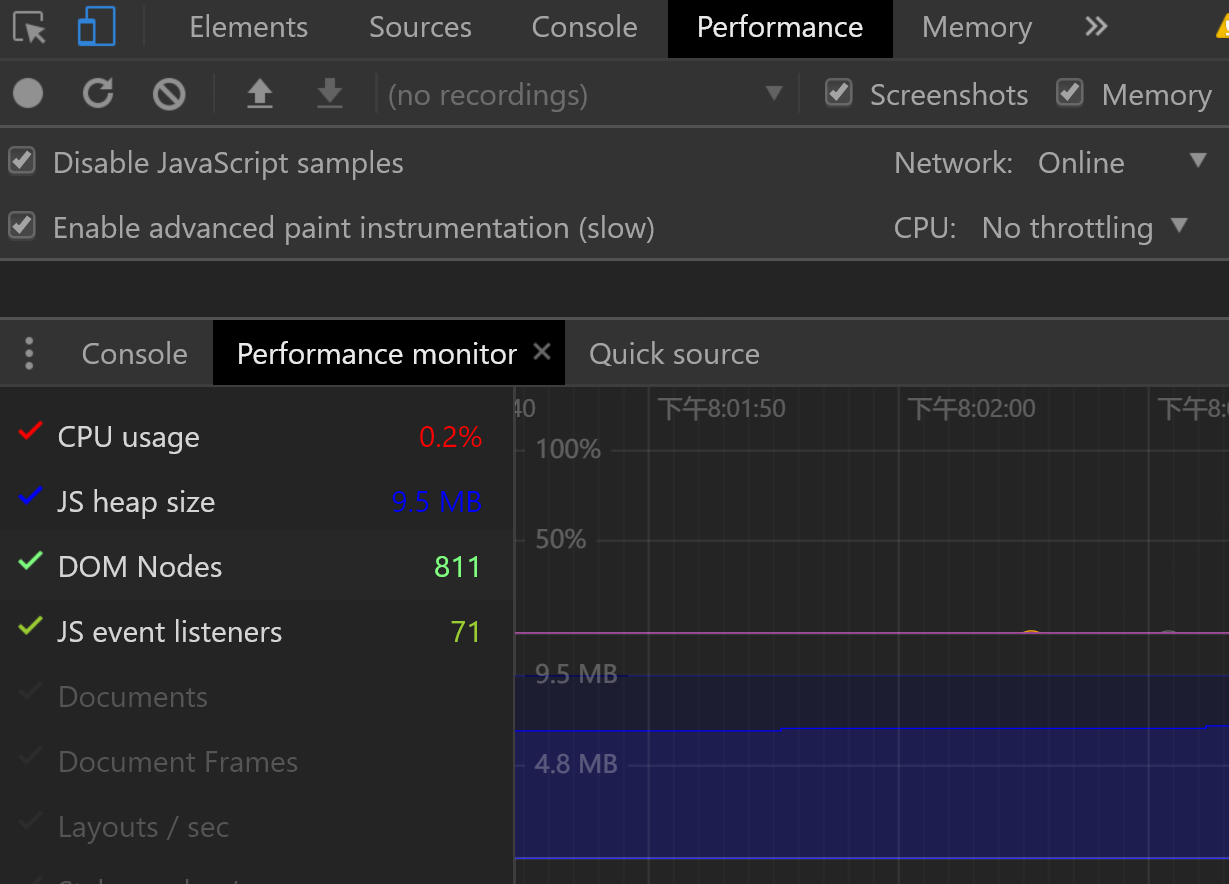 Elements Sources Console Performance Memory
(no recordings) Screenshots Memory
Disable JavaScript samples Network: Online
Enable advanced paint instrumentation (slow) CPU: No throttling
Console Performance monitor Quick source
40 下午8:01:50 下午8:02:00 下午8:0
CPU usage 0.2%
100%
JS heap size 9.5 MB
50%
DOM Nodes 811
JS event listeners 71
9.5 MB
Documents
4.8 MB
Document Frames
Layouts / sec